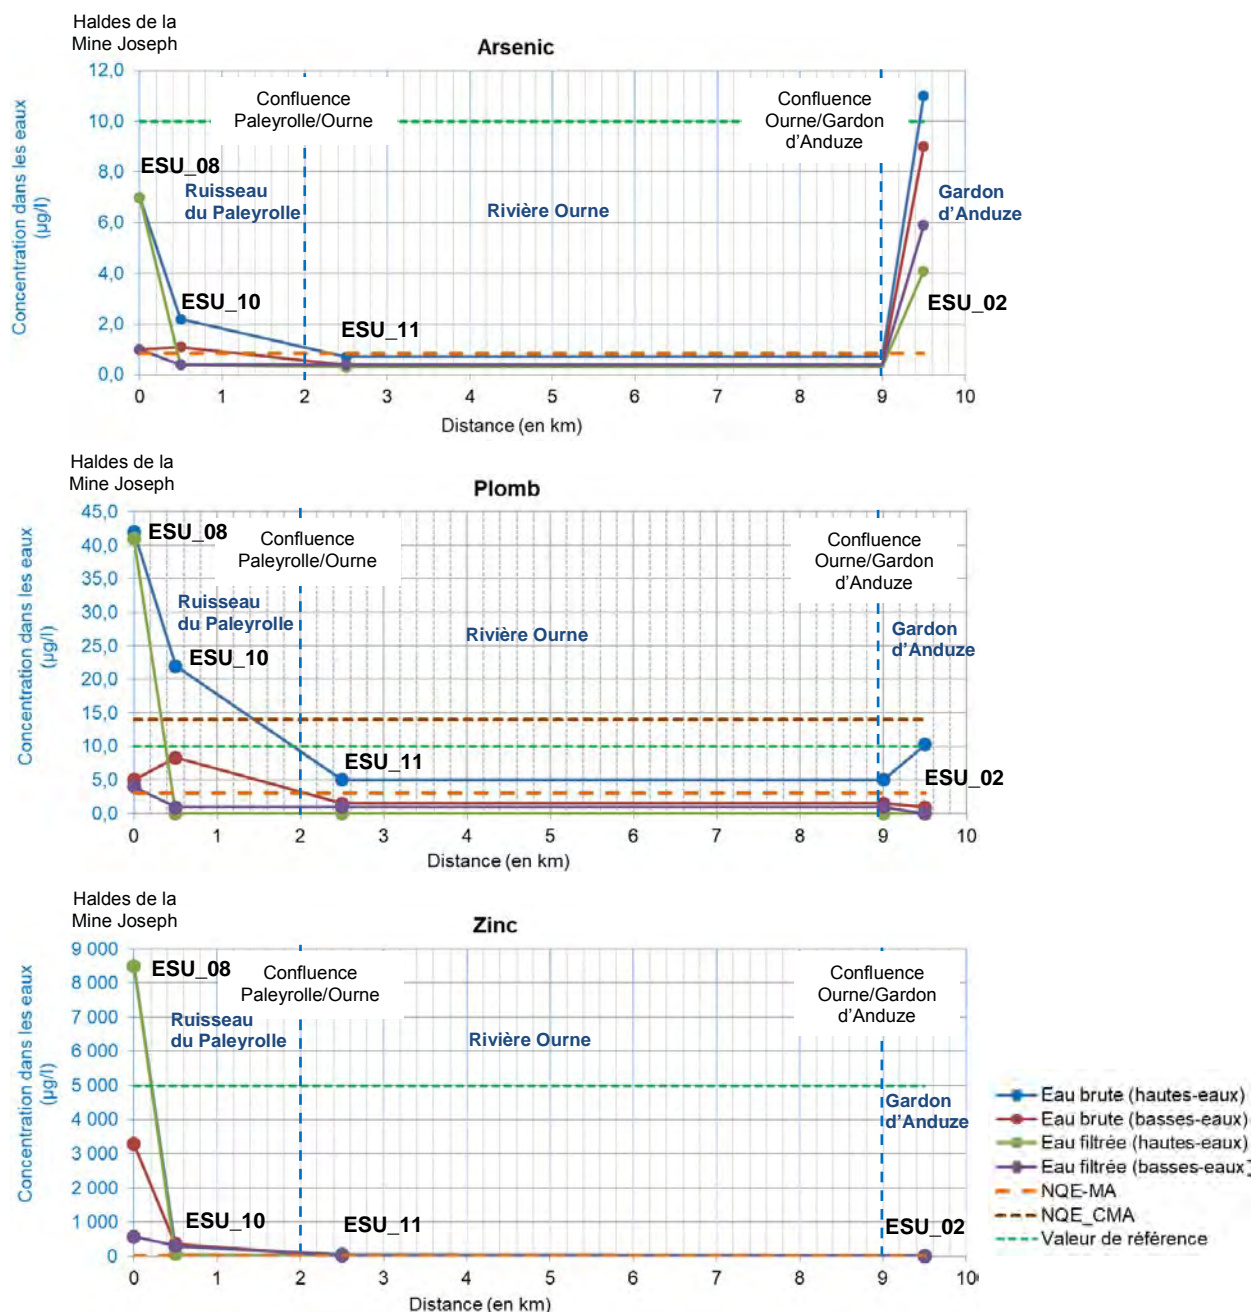 Haldes de la
Mine Joseph
Arsenic
Concentration dans les eaux
(µg/l)
12,0
10,0
8,0
6,0
4,0
2,0
0,0
Confluence
Paleyrolle/Ourne
Confluence
Ourne/Gardon
d’Anduze
ESU_08
Ruisseau
du Paleyrolle
Rivière Ourne
Gardon
d’Anduze
ESU_10
ESU_11
ESU_02
0 1 2 3 4 5 6 7 8 9 10
Distance (en km)
Haldes de la
Mine Joseph
Plomb
Concentration dans les eaux
(µg/l)
45,0
40,0
35,0
30,0
25,0
20,0
15,0
10,0
5,0
0,0
ESU_08
Confluence
Paleyrolle/Ourne
Confluence
Ourne/Gardon
d’Anduze
Ruisseau
du Paleyrolle
Rivière Ourne
Gardon
d’Anduze
ESU_10
ESU_11
ESU_02
0 1 2 3 4 5 6 7 8 9 10
Distance (en km)
Haldes de la
Mine Joseph
Zinc
Concentration dans les eaux
(µg/l)
9 000
8 000
7 000
6 000
5 000
4 000
3 000
2 000
1 000
0
ESU_08
Confluence
Paleyrolle/Ourne
Confluence
Ourne/Gardon
d’Anduze
Ruisseau
du Paleyrolle
Rivière Ourne
Gardon
d’Anduze
ESU_10
ESU_11
ESU_02
0 1 2 3 4 5 6 7 8 9 10
Distance (en km)
Eau brute (hautes-eaux)
Eau brute (basses-eaux)
Eau filtrée (hautes-eaux)
Eau filtrée (basses-eaux)
NQE-MA
NQE_CMA
Valeur de référence